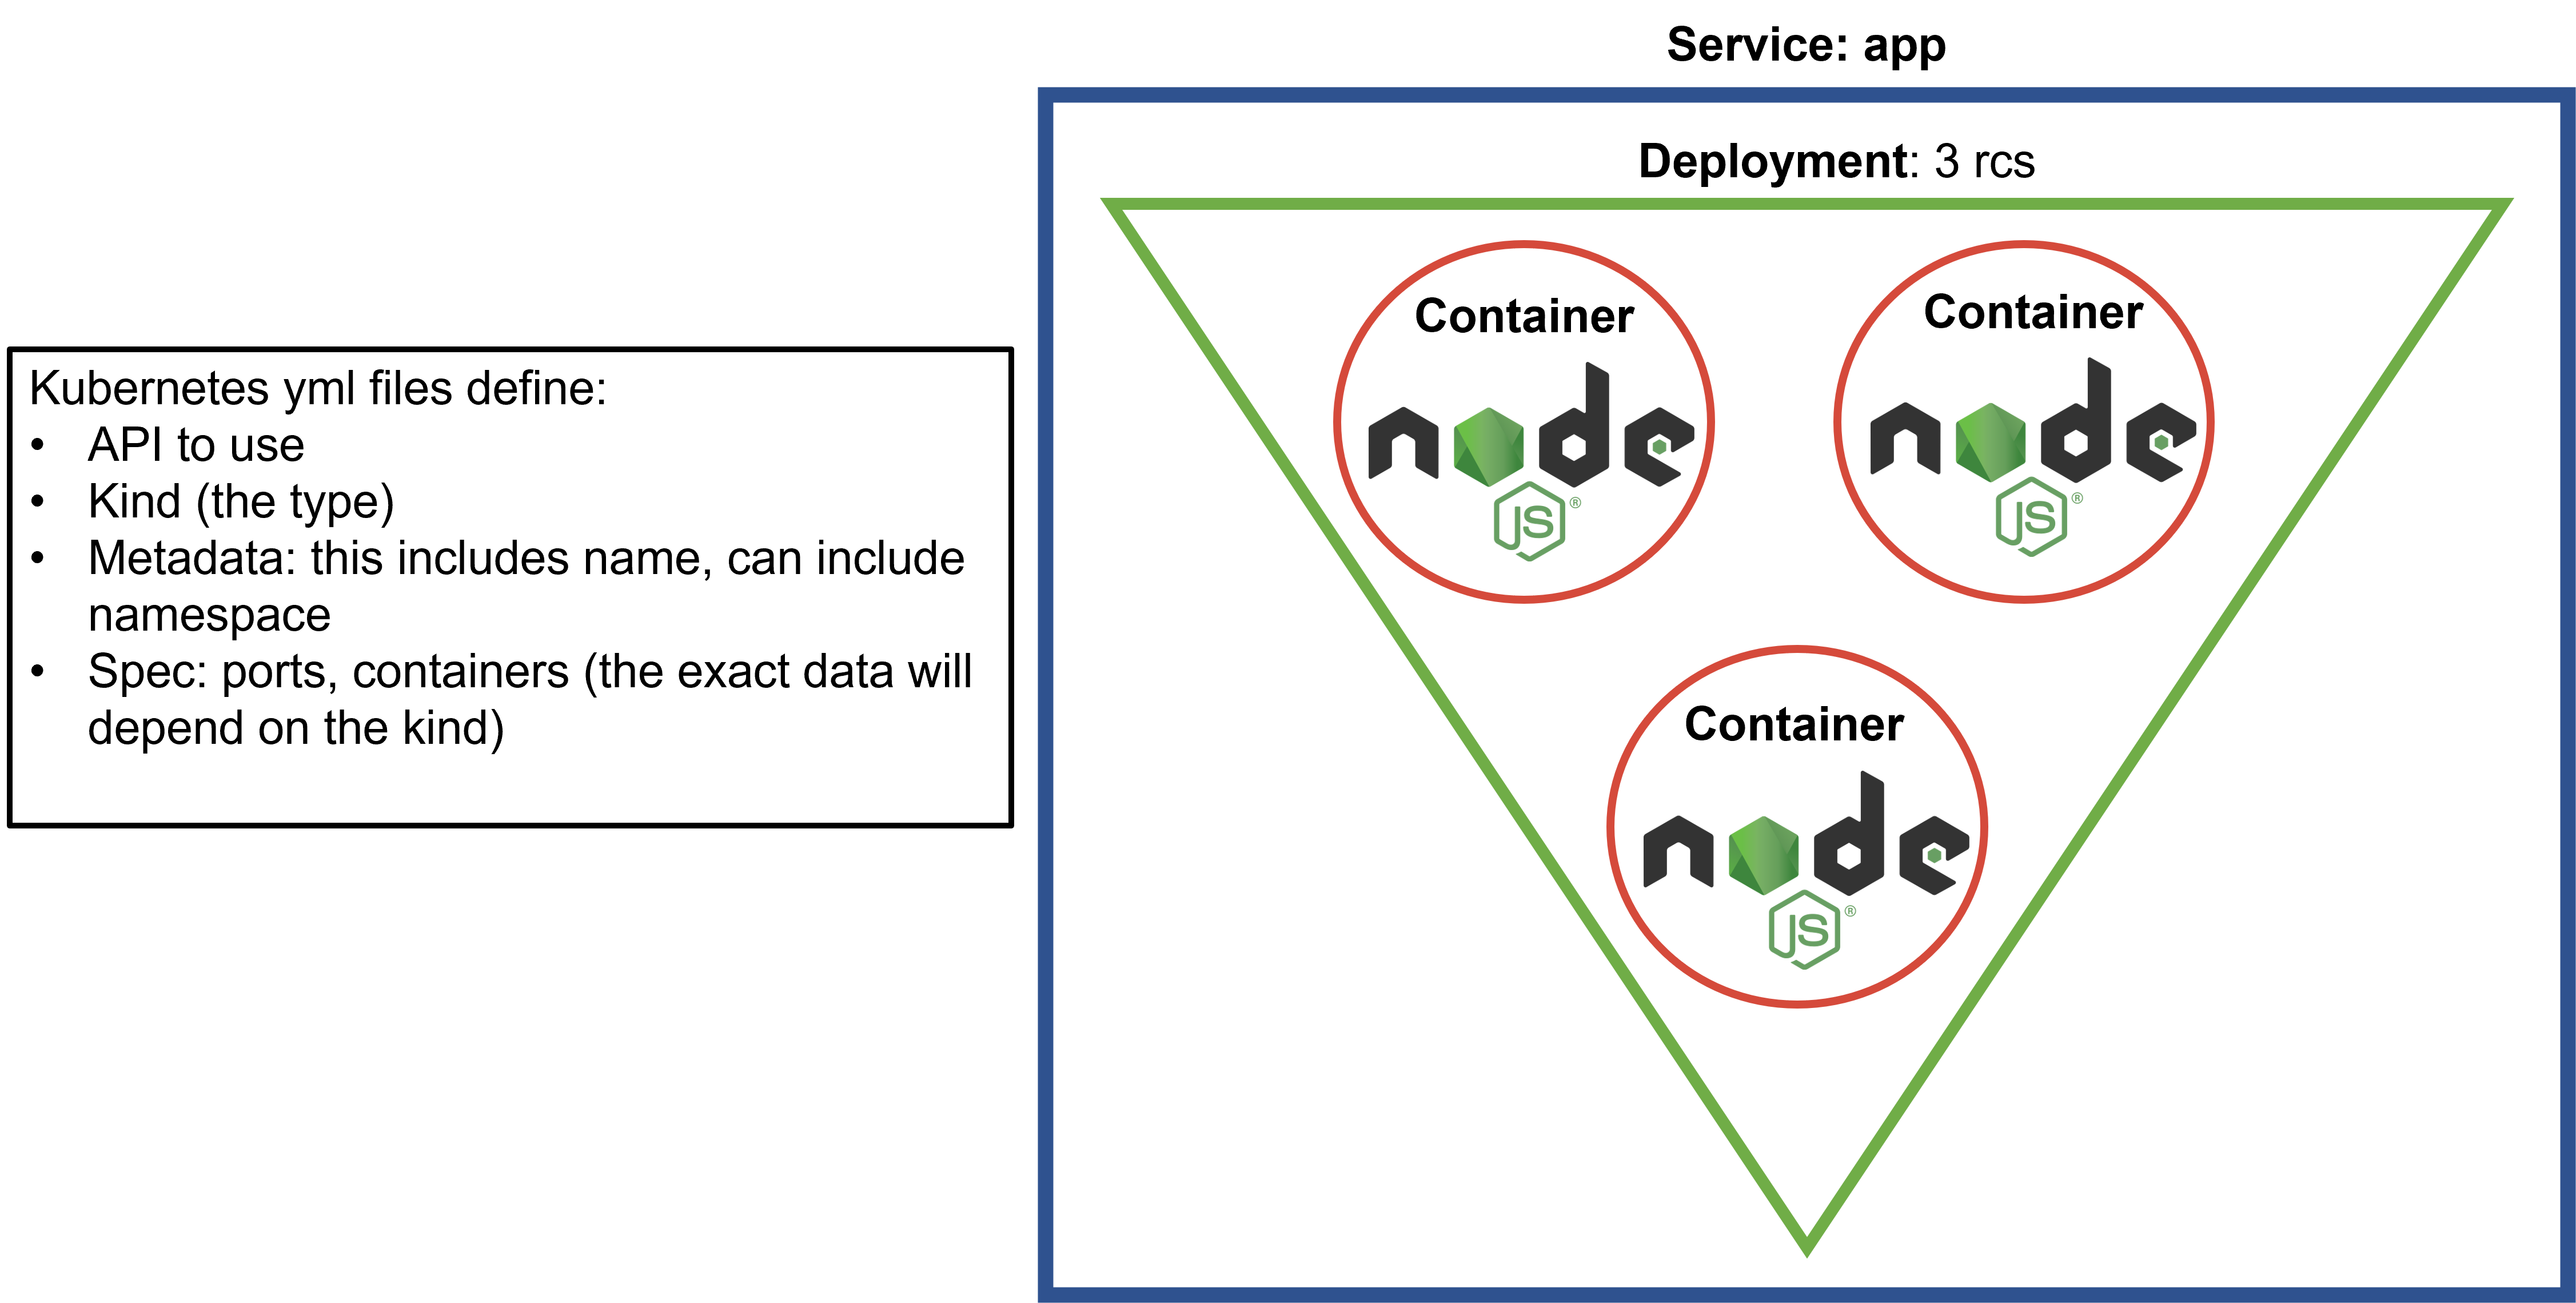 Service: app
Deployment: 3 rcs
Kubernetes yml files define:
• API to use
• Kind (the type)
• Metadata: this includes name, can include
namespace
• Spec: ports, containers (the exact data will
depend on the kind)
Container
node
JS®
Container
node
JS®
Container
node
JS®